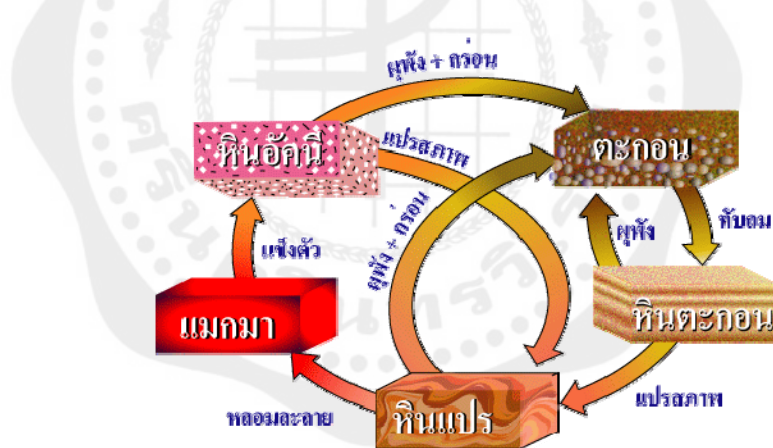 ผุพัง + กร่อน
หินอัคนี
แปรสภาพ
ตะกอน
ผุพัง + กร่อน
ผุพัง
ทับถม
แข็งตัว
แมกมา
หินตะกอน
หลอมละลาย
หินแปร
แปรสภาพ